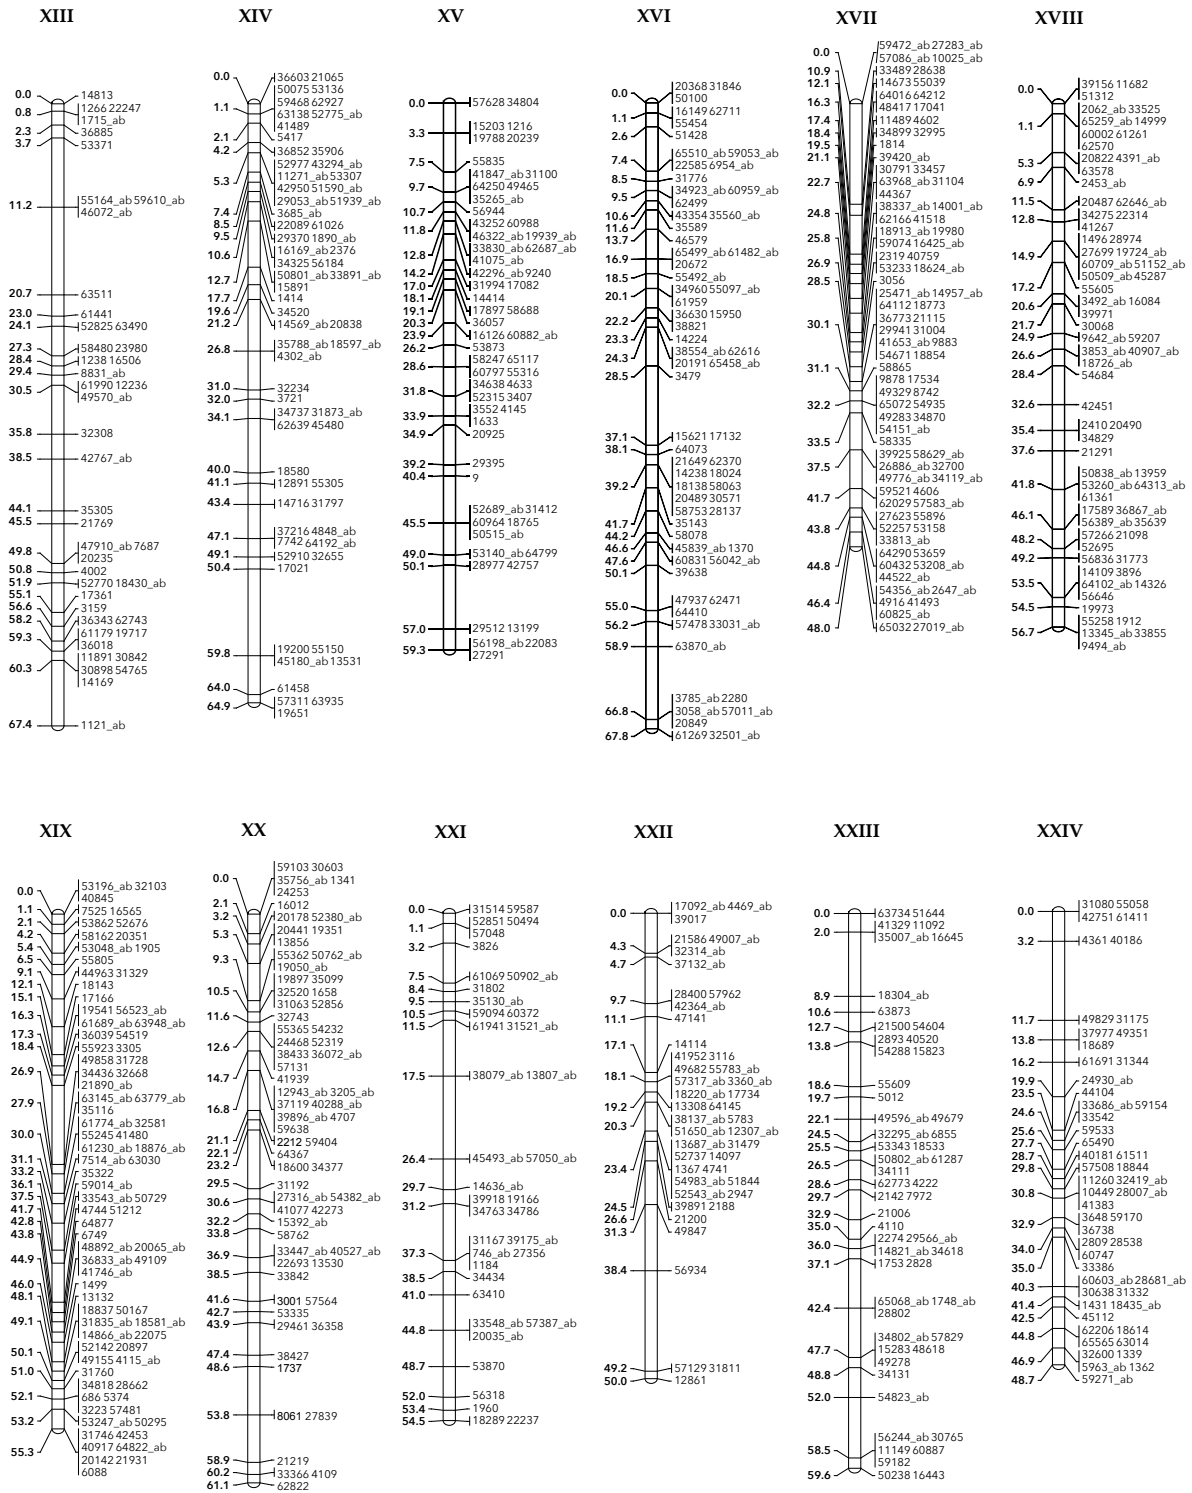 XIII
0.0 14813
0.8 1266 22247
1715_ab
2.3 36885
3.7 53371
11.2 55164_ab 59610_ab
46072_ab
20.7 63511
23.0 61441
24.1 52825 63490
27.3 58480 23980
28.4 1238 16506
29.4 8831_ab
30.5 61990 12236
49570_ab
35.8 32308
38.5 42767_ab
44.1 35305
45.5 21769
49.8 47910_ab 7687
20235
50.8 4002
51.9 52770 18430_ab
55.1 17361
56.6 3159
58.2 36343 62743
59.3 61179 19717
36018
60.3 11891 30842
30898 54765
14169
67.4 1121_ab
XIV
0.0 36603 21065
50075 53136
1.1 59468 62927
63138 52775_ab
41489
2.1 5417
4.2 36852 35906
5.3 52977 43294_ab
11271_ab 53307
42950 51590_ab
29053_ab 51939_ab
7.4 3685_ab
8.5 22089 61026
9.5 29370 1890_ab
10.6 16169_ab 2376
34325 56184
12.7 50801_ab 33891_ab
15891
17.7 1414
19.6 34520
21.2 14569_ab 20838
26.8 35788_ab 18597_ab
4302_ab
31.0 32234
32.0 3721
34.1 34737 31873_ab
62639 45480
40.0 18580
41.1 12891 55305
43.4 14716 31797
47.1 37216 4848_ab
7742 64192_ab
49.1 52910 32655
50.4 17021
59.8 19200 55150
45180_ab 13531
64.0 61458
64.9 57311 63935
19651
XV
0.0 57628 34804
3.3 15203 1216
19788 20239
7.5 55835
9.7 41847_ab 31100
64250 49465
35265_ab
10.7 56944
11.8 43252 60988
46322_ab 19939_ab
12.8 33830_ab 62687_ab
41075_ab
14.2 42296_ab 9240
17.0 31994 17082
18.1 14414
19.1 17897 58688
20.3 36057
23.9 16126 60882_ab
26.2 53873
28.6 58247 65117
60797 55316
31.8 34638 4633
52315 3407
33.9 3552 4145
1633
34.9 20925
39.2 29395
40.4 9
45.5 52689_ab 31412
60964 18765
50515_ab
49.0 53140_ab 64799
50.1 28977 42757
57.0 29512 13199
59.3 56198_ab 22083
27291
XVI
0.0 20368 31846
50100
1.1 16149 62711
55454
2.6 51428
7.4 65510_ab 59053_ab
22585 6954_ab
8.5 31776
9.5 34923_ab 60959_ab
62499
10.6 43354 35560_ab
11.6 35589
13.7 46579
16.9 65499_ab 61482_ab
20672
18.5 55492_ab
20.1 34960 55097_ab
61959
22.2 36630 15950
38821
23.3 14224
24.3 38554_ab 62616
20191 65458_ab
28.5 3479
37.1 15621 17132
38.1 64073
39.2 21649 62370
14238 18024
18138 58063
20489 30571
58753 28137
41.7 35143
44.2 58078
46.6 45839_ab 1370
47.6 60831 56042_ab
50.1 39638
55.0 47937 62471
64410
56.2 57478 33031_ab
58.9 63870_ab
66.8 3785_ab 2280
3058_ab 57011_ab
20849
67.8 61269 32501_ab
XVII
0.0 59472_ab 27283_ab
57086_ab 10025_ab
10.9 33489 28638
12.1 14673 55039
16.3 64016 64212
48417 17041
17.4 11489 4602
18.4 34899 32995
19.5 1814
21.1 39420_ab
22.7 30791 33457
63968_ab 31104
44367
24.8 38337_ab 14001_ab
62166 41518
25.8 18913_ab 19980
59074 16425_ab
26.9 2319 40759
53233 18624_ab
28.5 3056
30.1 25471_ab 14957_ab
64112 18773
36773 21115
29941 31004
41653_ab 9883
54671 18854
31.1 58865
32.2 9878 17534
49329 8742
65072 54935
49283 34870
54151_ab
33.5 58335
37.5 39925 58629_ab
26886_ab 32700
49776_ab 34119_ab
41.7 59521 4606
62029 17583_ab
43.8 27623 55896
52257 53158
33813_ab
44.8 64290 53659
60432 53208_ab
44522_ab
46.4 54356_ab 2647_ab
4916 41493
60825_ab
48.0 65032 27019_ab
XVIII
0.0 39156 11682
51312
1.1 2062_ab 33525
65259_ab 14999
60002 61261
62570
5.3 20822 4391_ab
63578
6.9 2453_ab
11.5 20487 62646_ab
12.8 34275 22314
41267
14.9 1496 28974
27699 19724_ab
17.2 60709_ab 51152_ab
50509_ab 45287
55605
20.6 3492_ab 16084
39971
21.7 30068
24.9 9642_ab 59207
26.6 3853_ab 40907_ab
18726_ab
28.4 54684
32.6 42451
35.4 2410 20490
34829
37.6 21291
41.8 50838_ab 13959
53260_ab 64313_ab
61361
46.1 17589 36867_ab
56389_ab 35639
48.2 57266 21098
52695
49.2 56836 31773
53.5 14109 3896
64102_ab 14326
56646
54.5 19973
56.7 55258 1912
13345_ab 33855
9494_ab
XIX
0.0 53196_ab 32103
40845
1.1 7525 16565
2.1 53862 52676
4.2 58162 20351
5.4 53048_ab 1905
6.5 55805
9.1 44963 31329
12.1 18143
15.1 17166
16.3 19541 56523_ab
61689_ab 63948_ab
17.3 36039 54519
18.4 55923 3305
26.9 49858 31728
34436 32668
21890_ab
27.9 63145_ab 63779_ab
35116
30.0 61774_ab 32581
55245 41480
61230_ab 18876_ab
31.1 7514_ab 63030
33.2 35322
36.1 59014_ab
37.5 33543_ab 50729
41.7 4744 51212
42.8 64877
43.8 6749
44.9 48892_ab 20065_ab
36833_ab 49109
41746_ab
46.0 1499
48.1 13132
49.1 18837 50167
31835_ab 18581_ab
14866_ab 22075
50.1 52142 20897
49155 4115_ab
51.0 31760
52.1 34818 28662
686 5374
53.2 3223 57481
53247_ab 50295
55.3 31746 42453
40917 64822_ab
20142 21931
6088
XX
0.0 59103 30603
35756_ab 1341
24253
2.1 16012
3.2 20178 52380_ab
5.3 20441 19351
13856
9.3 55362 50762_ab
19050_ab
10.5 19897 35099
32520 1658
31063 52856
11.6 32743
12.6 55365 54232
24468 52319
38433 36072_ab
57131
14.7 41939
16.8 12943_ab 3205_ab
37119 40288_ab
39896_ab 4707
59638
21.1 2212 59404
22.1 64367
23.2 18600 34377
29.5 31192
30.6 27316_ab 54382_ab
41077 42273
32.2 15392_ab
33.8 58762
36.9 33447_ab 40527_ab
22693 13530
38.5 33842
41.6 3001 57564
42.7 53335
43.9 29461 36358
47.4 38427
48.6 1737
53.8 8061 27839
58.9 21219
60.2 33366 4109
61.1 62822
XXI
0.0 31514 59587
1.1 52851 50494
57048
3.2 3826
7.5 61069 50902_ab
8.4 31802
9.5 35130_ab
10.5 59094 60372
11.5 61941 31521_ab
17.5 38079_ab 13807_ab
26.4 45493_ab 57050_ab
29.7 14636_ab
31.2 39918 19166
34763 34786
37.3 31167 39175_ab
746_ab 27356
1184
38.5 34434
41.0 63410
44.8 33548_ab 57387_ab
20035_ab
48.7 53870
52.0 56318
53.4 1960
54.5 18289 22237
XXII
0.0 17092_ab 4469_ab
39017
4.3 21586 49007_ab
32314_ab
4.7 37132_ab
9.7 28400 57962
42364_ab
11.1 47141
17.1 14114
18.1 41952 3116
49682 55783_ab
57317_ab 3360_ab
18220_ab 17734
19.2 13308 64145
20.3 38137_ab 5783
51650_ab 12307_ab
23.4 13687_ab 31479
52737 14097
1367 4741
54983_ab 51844
52543_ab 2947
24.5 39891 2188
26.6 21200
31.3 49847
38.4 56934
49.2 57129 31811
50.0 12861
XXIII
0.0 63734 51644
2.0 41329 11092
35007_ab 16645
8.9 18304_ab
10.6 63873
12.7 21500 54604
13.8 2893 40520
54288 15823
18.6 55609
19.7 5012
22.1 49596_ab 49679
24.5 32295_ab 6855
25.5 53343 18533
26.5 50802_ab 61287
34111
28.6 62773 4222
29.7 2142 7972
32.9 21006
35.0 4110
36.0 2274 29566_ab
14821_ab 34618
37.1 1753 2828
42.4 65068_ab 1748_ab
28802
47.7 34802_ab 57829
15283 48618
49278
48.8 34131
52.0 54823_ab
58.5 56244_ab 30765
11149 60887
59182
59.6 50238 16443
XXIV
0.0 31080 55058
42751 61411
3.2 4361 40186
11.7 49829 31175
13.8 37977 49351
18689
16.2 61691 31344
19.9 24930_ab
23.5 44104
24.6 33686_ab 59154
33542
25.6 59533
27.7 65490
28.7 40181 61511
29.8 57508 18844
30.8 11260 32419_ab
10449 28007_ab
41383
32.9 3648 59170
36738
34.0 2809 28538
60747
35.0 33386
40.3 60603_ab 28681_ab
30638 31332
41.4 1431 18435_ab
42.5 45112
44.8 62206 18614
65565 63014
46.9 32600 1339
5963_ab 1362
48.7 59271_ab